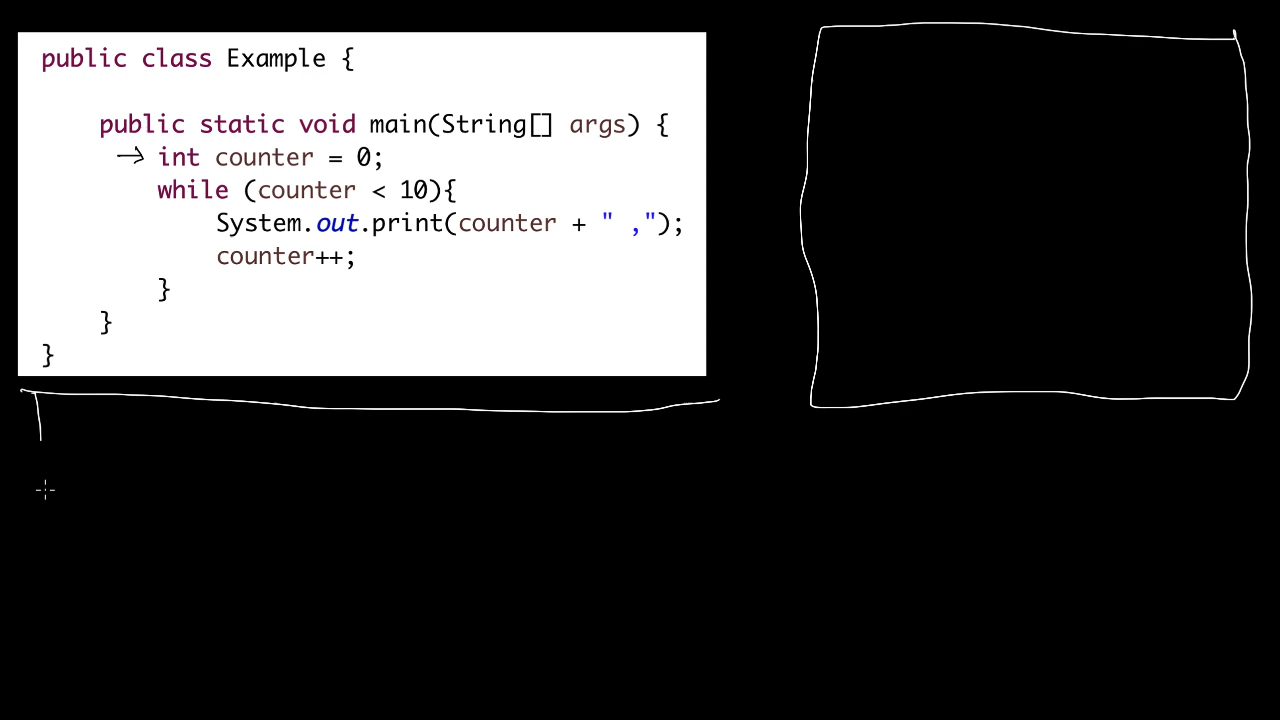 public class Example {
public static void main(String[] args) {
→ int counter = 0;
while (counter < 10){
System.out.print(counter + " ,");
counter++;
}
}
}